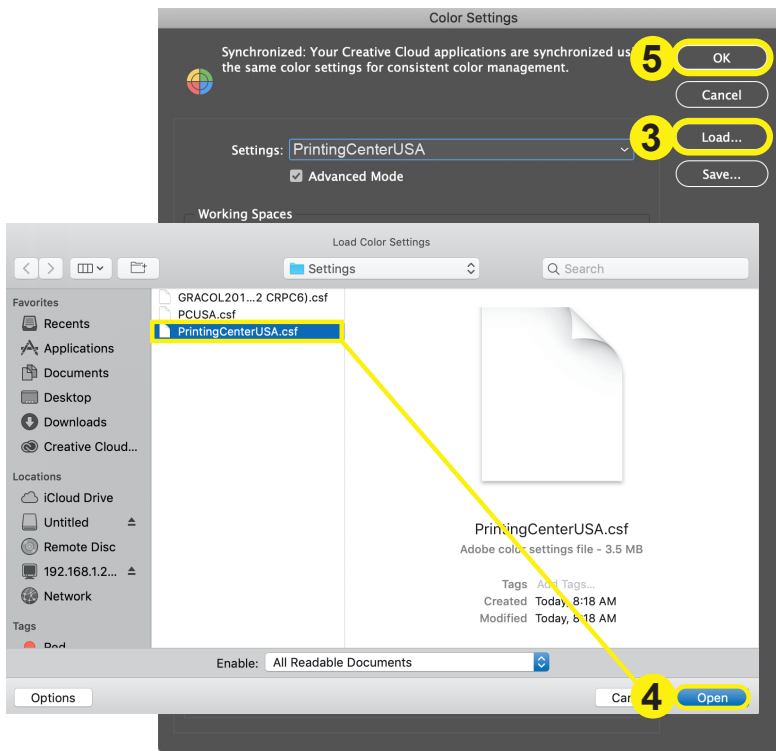 Color Settings
Synchronized: Your Creative Cloud applications are synchronized us
the same color settings for consistent color management.
5
OK
Cancel
3
Load...
Save...
Settings:
PrintingCenterUSA
Advanced Mode
Working Spaces
Load Color Settings
Settings
Search
Favorites
Recents
Applications
Documents
Desktop
Downloads
Creative Cloud...
Locations
iCloud Drive
Untitled
Remote Disc
192.168.1.2...
Network
Tags
Red
GRACOL201...2 CRPC6).csf
PCUSA.csf
PrintingCenterUSA.csf
PrintingCenterUSA.csf
Adobe color settings file - 3.5 MB
Tags Add Tags...
Created Today, 8:18 AM
Modified Today, 8:18 AM
Enable: All Readable Documents
Options
Car
4
Open